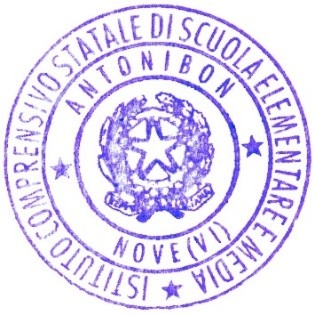 ISTITUTO COMPRENSIVO STATALE DI SCUOLA ELEMENTARE E MEDIA
ANTONIBON
NOVE (VI)